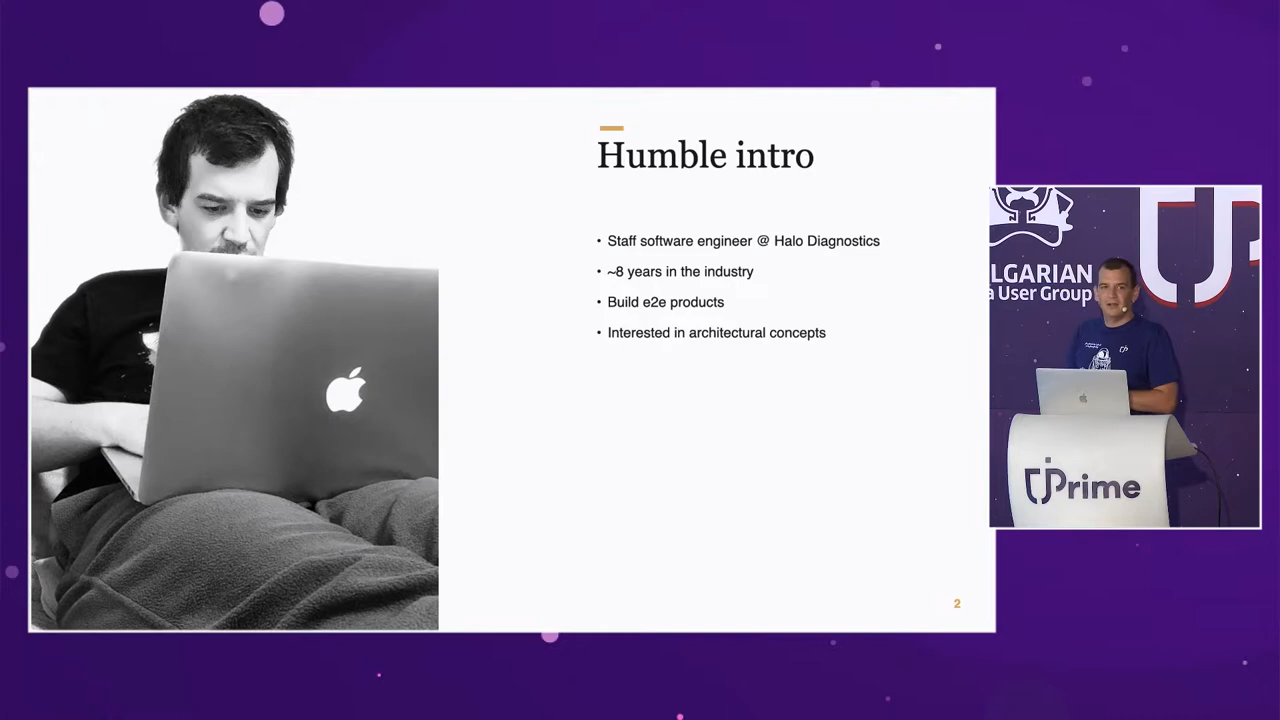 Humble intro
• Staff software engineer @ Halo Diagnostics
• ~8 years in the industry
• Build e2e products
• Interested in architectural concepts
2
LGARIAN
a User Group
jPrime